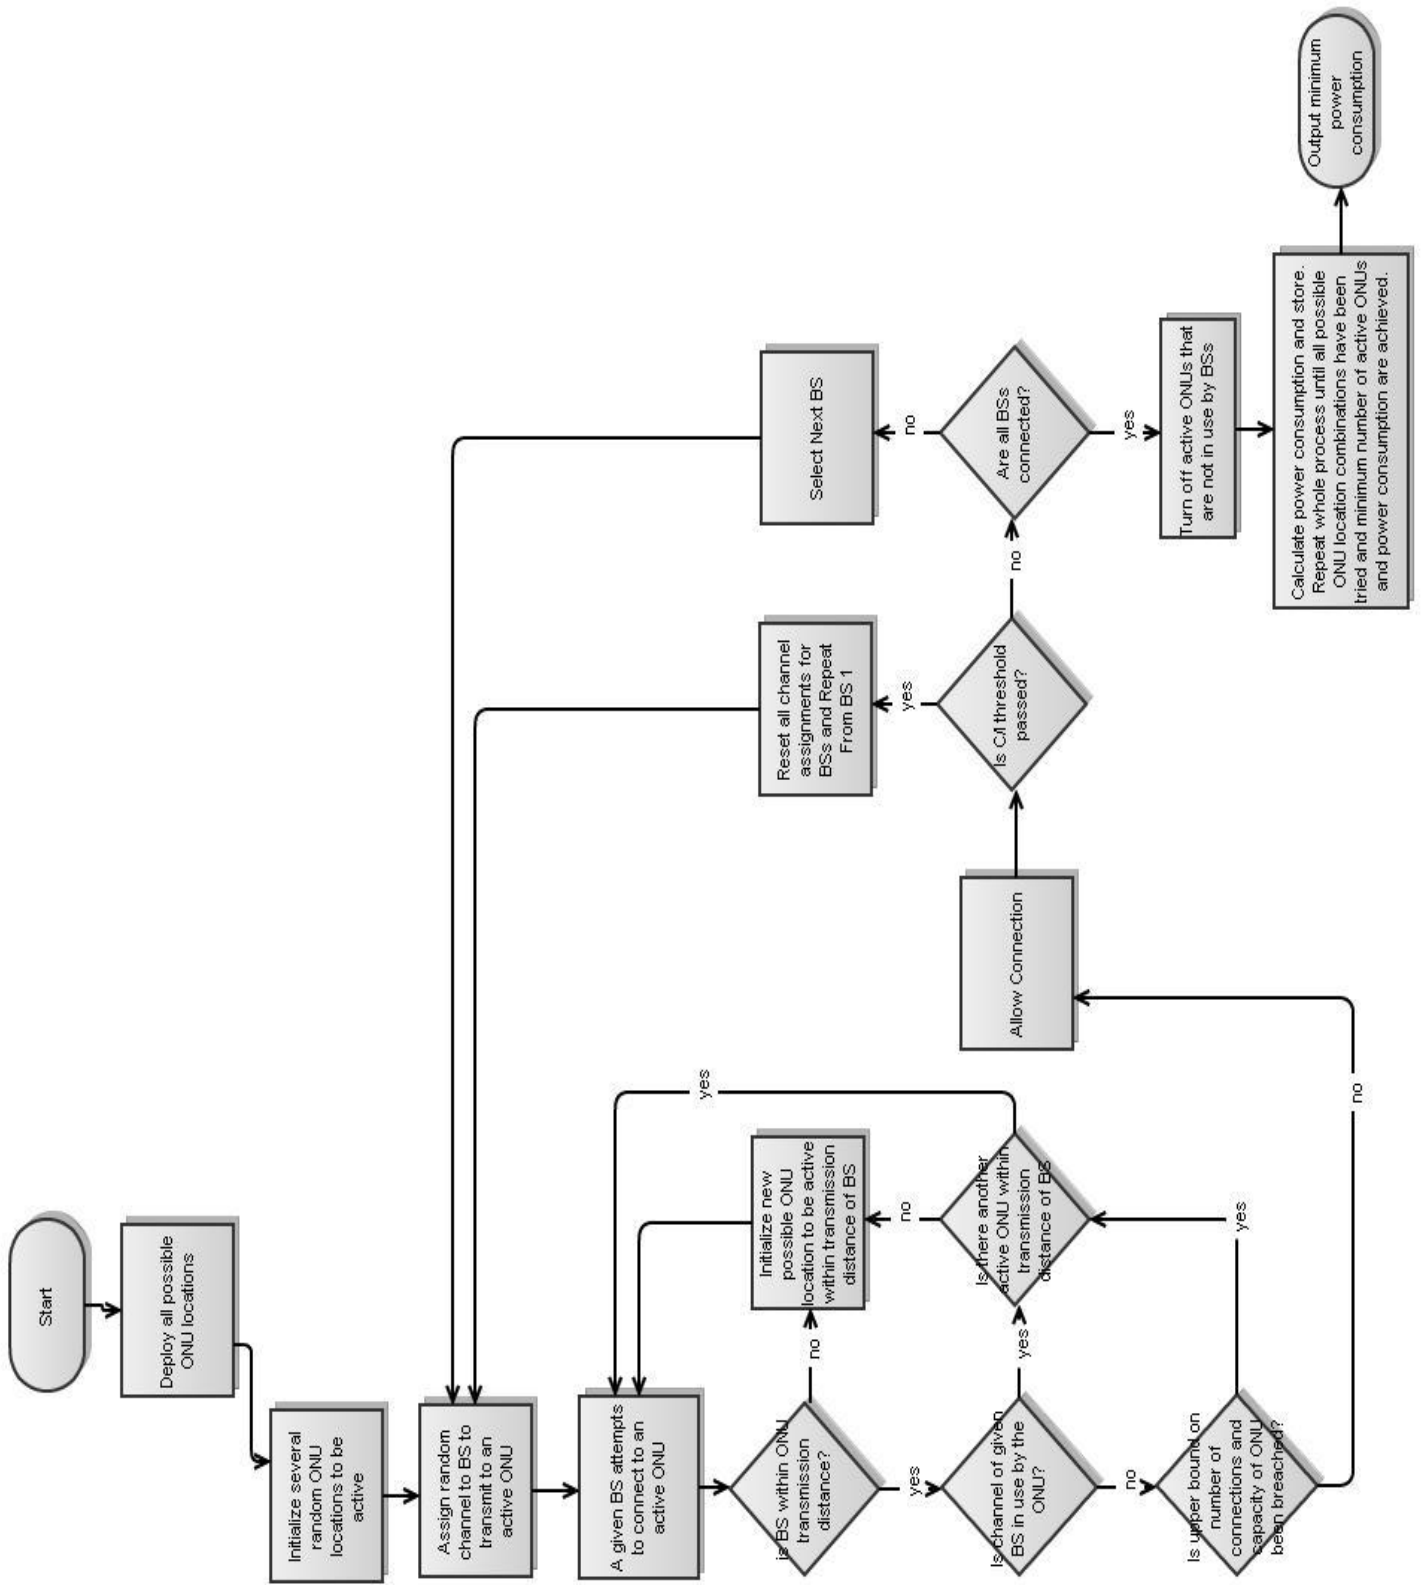 Start
Deploy all possible
ONU locations
Initialize several
random ONU
locations to be
active
Assign random
channel to BS to
transmit to an
active ONU
A given BS attempts
to connect to an
active ONU
is BS within ONU
transmission
distance?
no
yes
Initialize new
possible ONU
location to be active
within transmission
distance of BS
Is channel of given
BS in use by the
ONU?
yes
no
Is there another
active ONU within
transmission
distance of BS
no
yes
Is upper bound on
number of
connections and
capacity of ONU
been breached?
yes
no
Allow Connection
Is C/I threshold
passed?
yes
no
Reset all channel
assignments for
BSs and Repeat
From BS 1
Are all BSs
connected?
no
yes
Select Next BS
Turn off active ONUs that
are not in use by BSs
Calculate power consumption and store.
Repeat whole process until all possible
ONU location combinations have been
tried and minimum number of active ONUs
and power consumption are achieved.
Output minimum
power
consumption